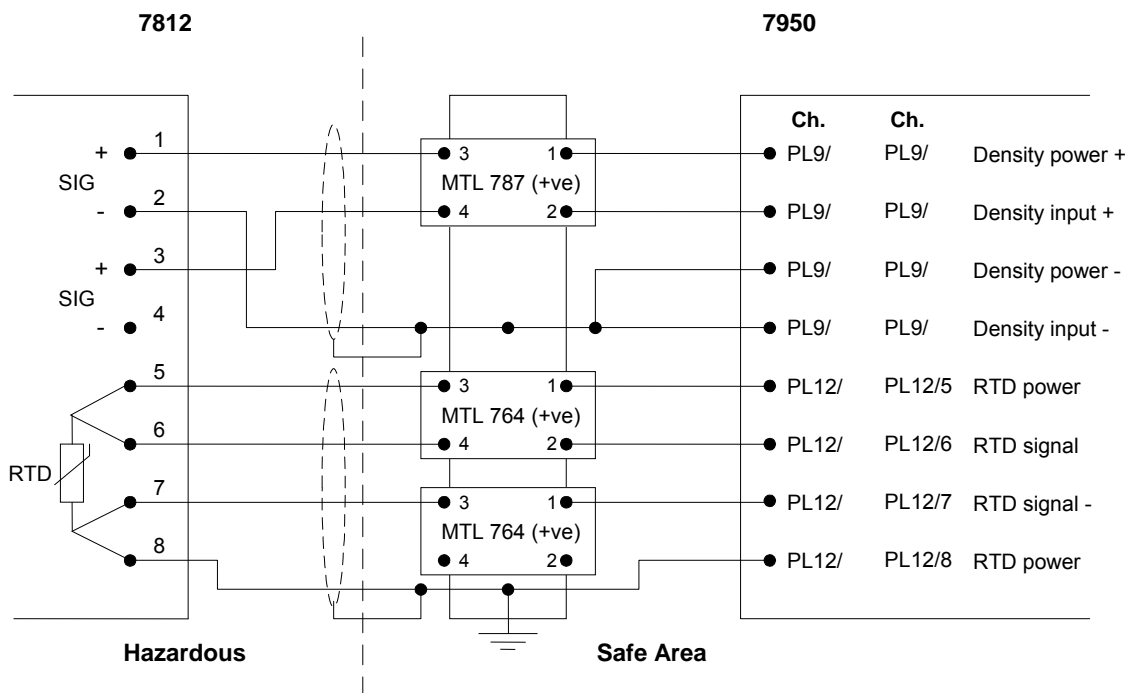 7812 7950
Ch. Ch.
+ 1 3 1 PL9/ PL9/ Density power +
SIG MTL 787 (+ve)
- 2 4 2 PL9/ PL9/ Density input +
+ 3 PL9/ PL9/ Density power -
SIG
- 4 PL9/ PL9/ Density input -
5 3 1 PL12/ PL12/5 RTD power
MTL 764 (+ve)
6 4 2 PL12/ PL12/6 RTD signal
RTD
7 3 1 PL12/ PL12/7 RTD signal -
MTL 764 (+ve)
8 4 2 PL12/ PL12/8 RTD power
Hazardous Safe Area